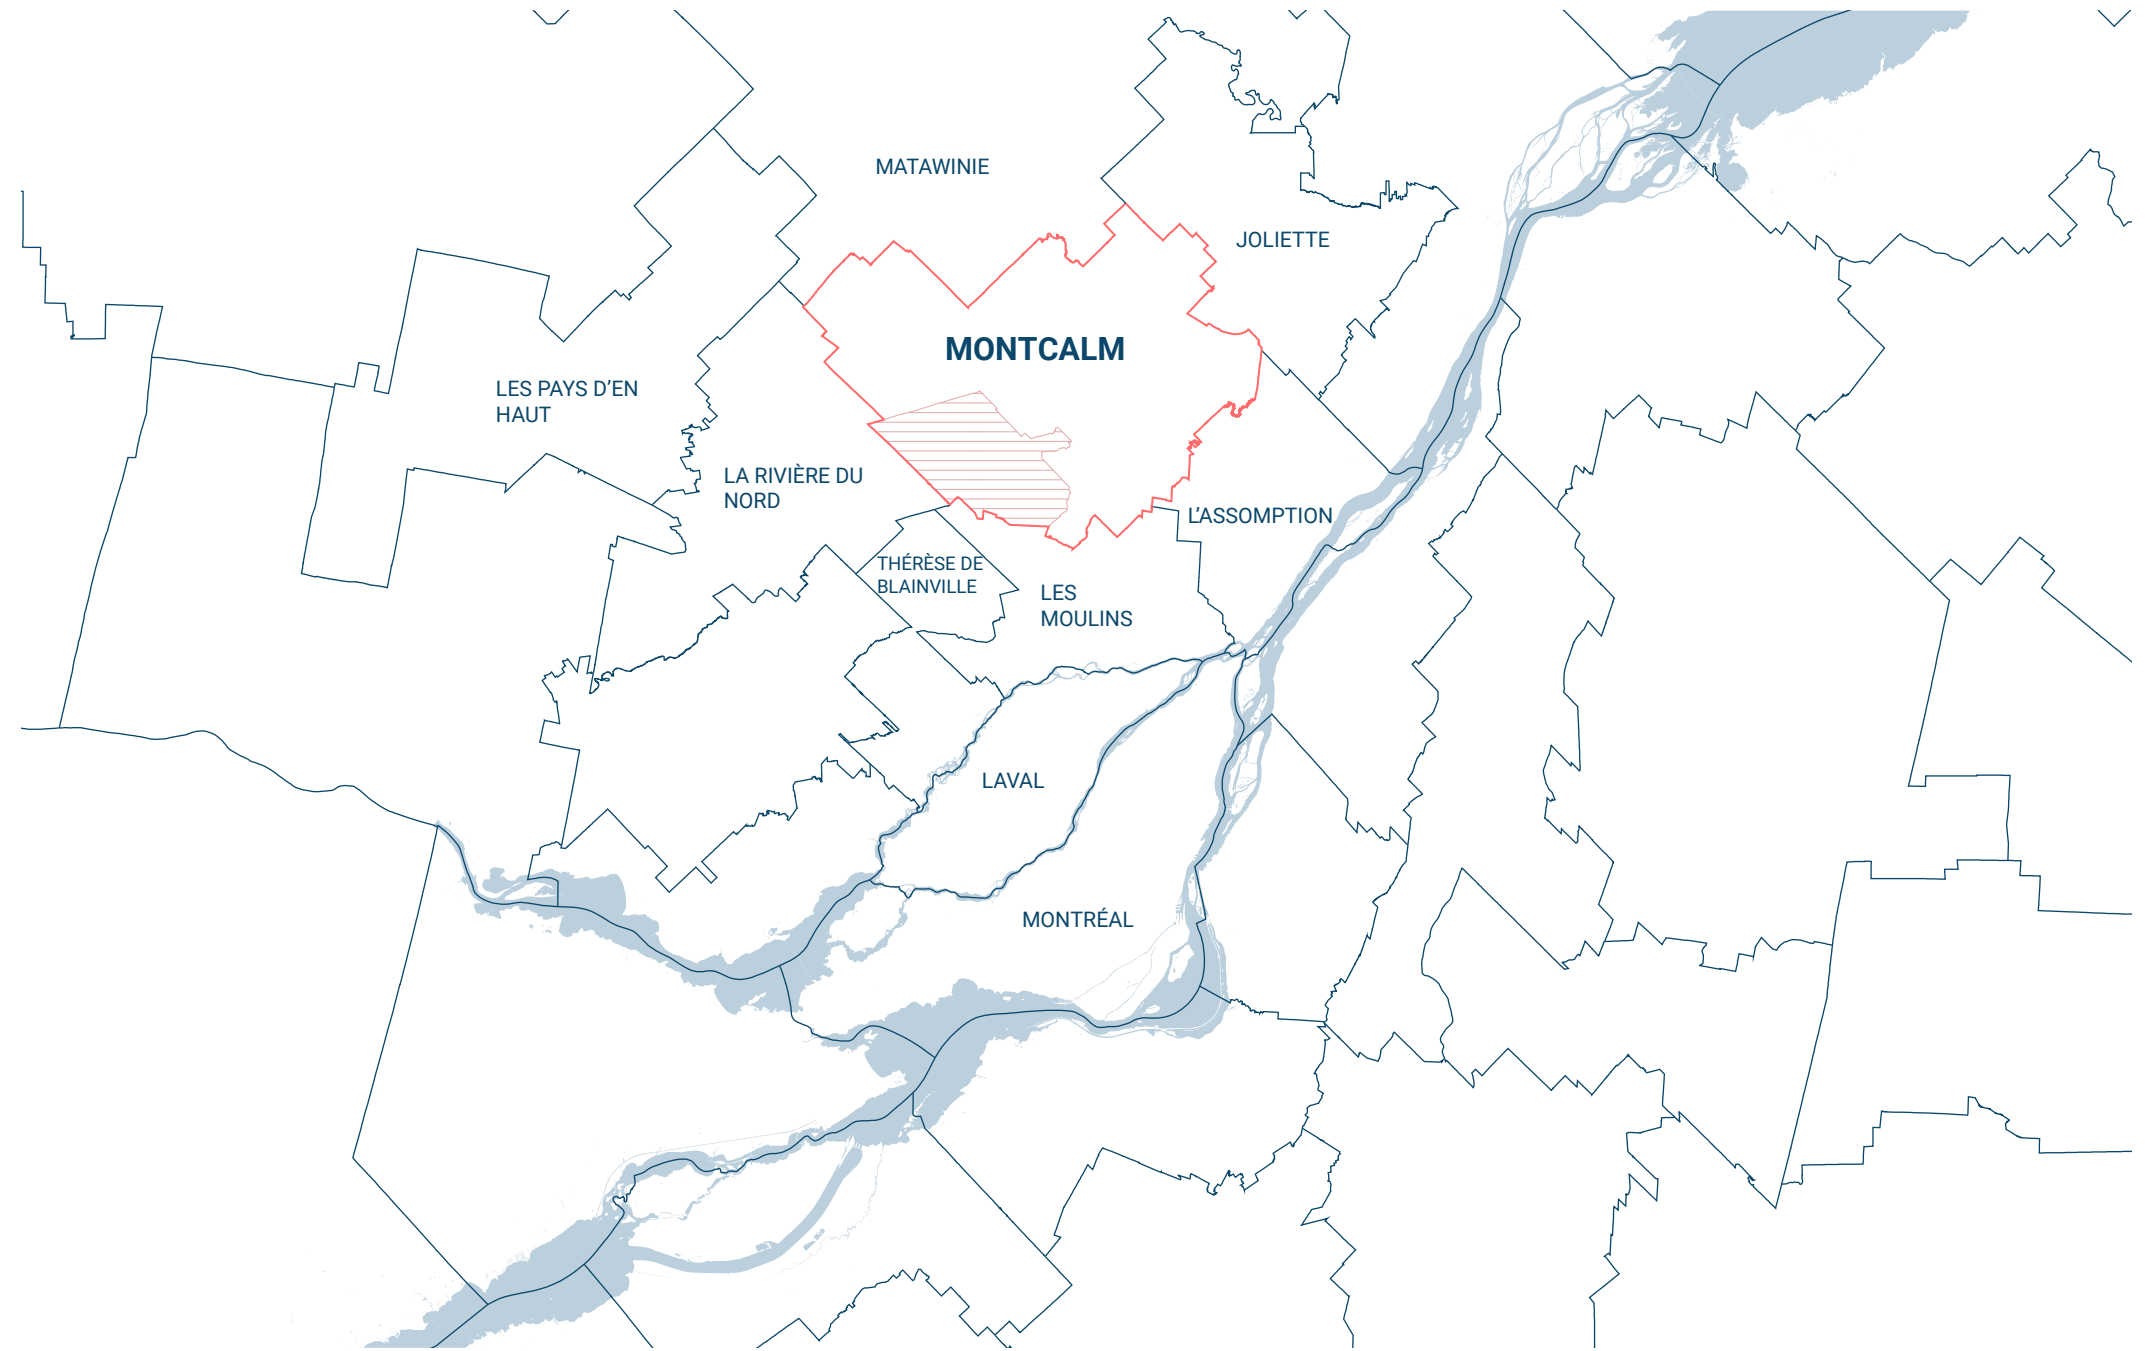 MATAWINIE
JOLIETTE
MONTCALM
LES PAYS D’EN
HAUT
LA RIVIÈRE DU
NORD
L’ASSOMPTION
THÉRÈSE DE
BLAINVILLE
LES
MOULINS
LAVAL
MONTRÉAL